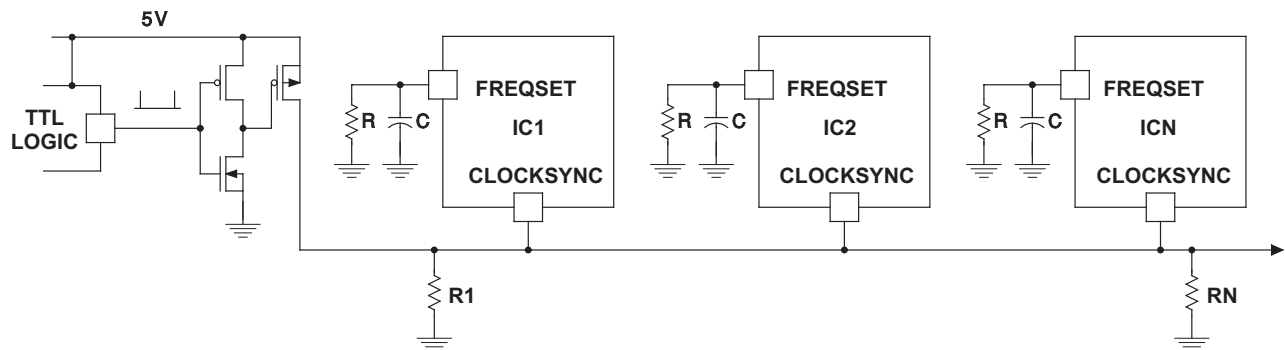 5V
TTL
LOGIC
R
C
FREQSET
IC1
CLOCKSYNC
R
C
FREQSET
IC2
CLOCKSYNC
R
C
FREQSET
ICN
CLOCKSYNC
R1
RN